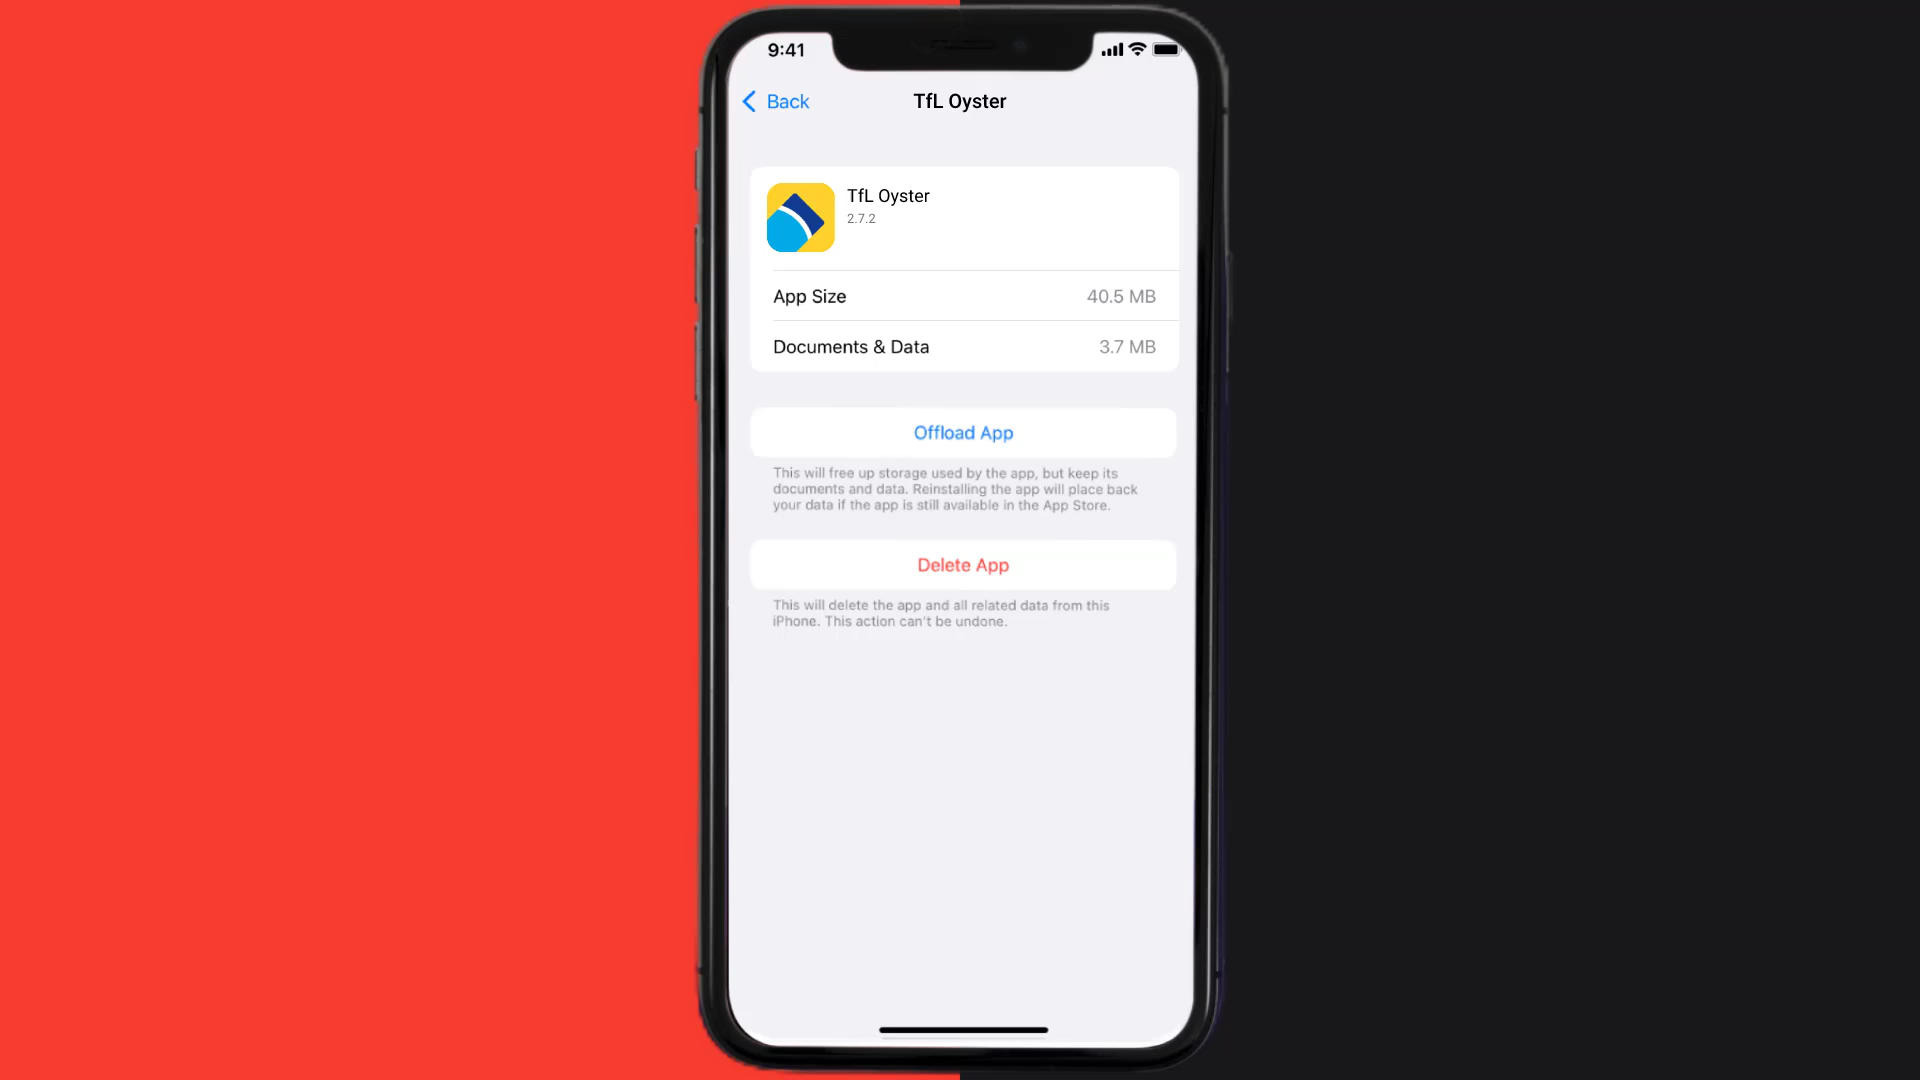 9:41
Back
TfL Oyster
TfL Oyster
2.7.2
App Size 40.5 MB
Documents & Data 3.7 MB
Offload App
This will free up storage used by the app, but keep its
documents and data. Reinstalling the app will place back
your data if the app is still available in the App Store.
Delete App
This will delete the app and all related data from this
iPhone. This action can't be undone.